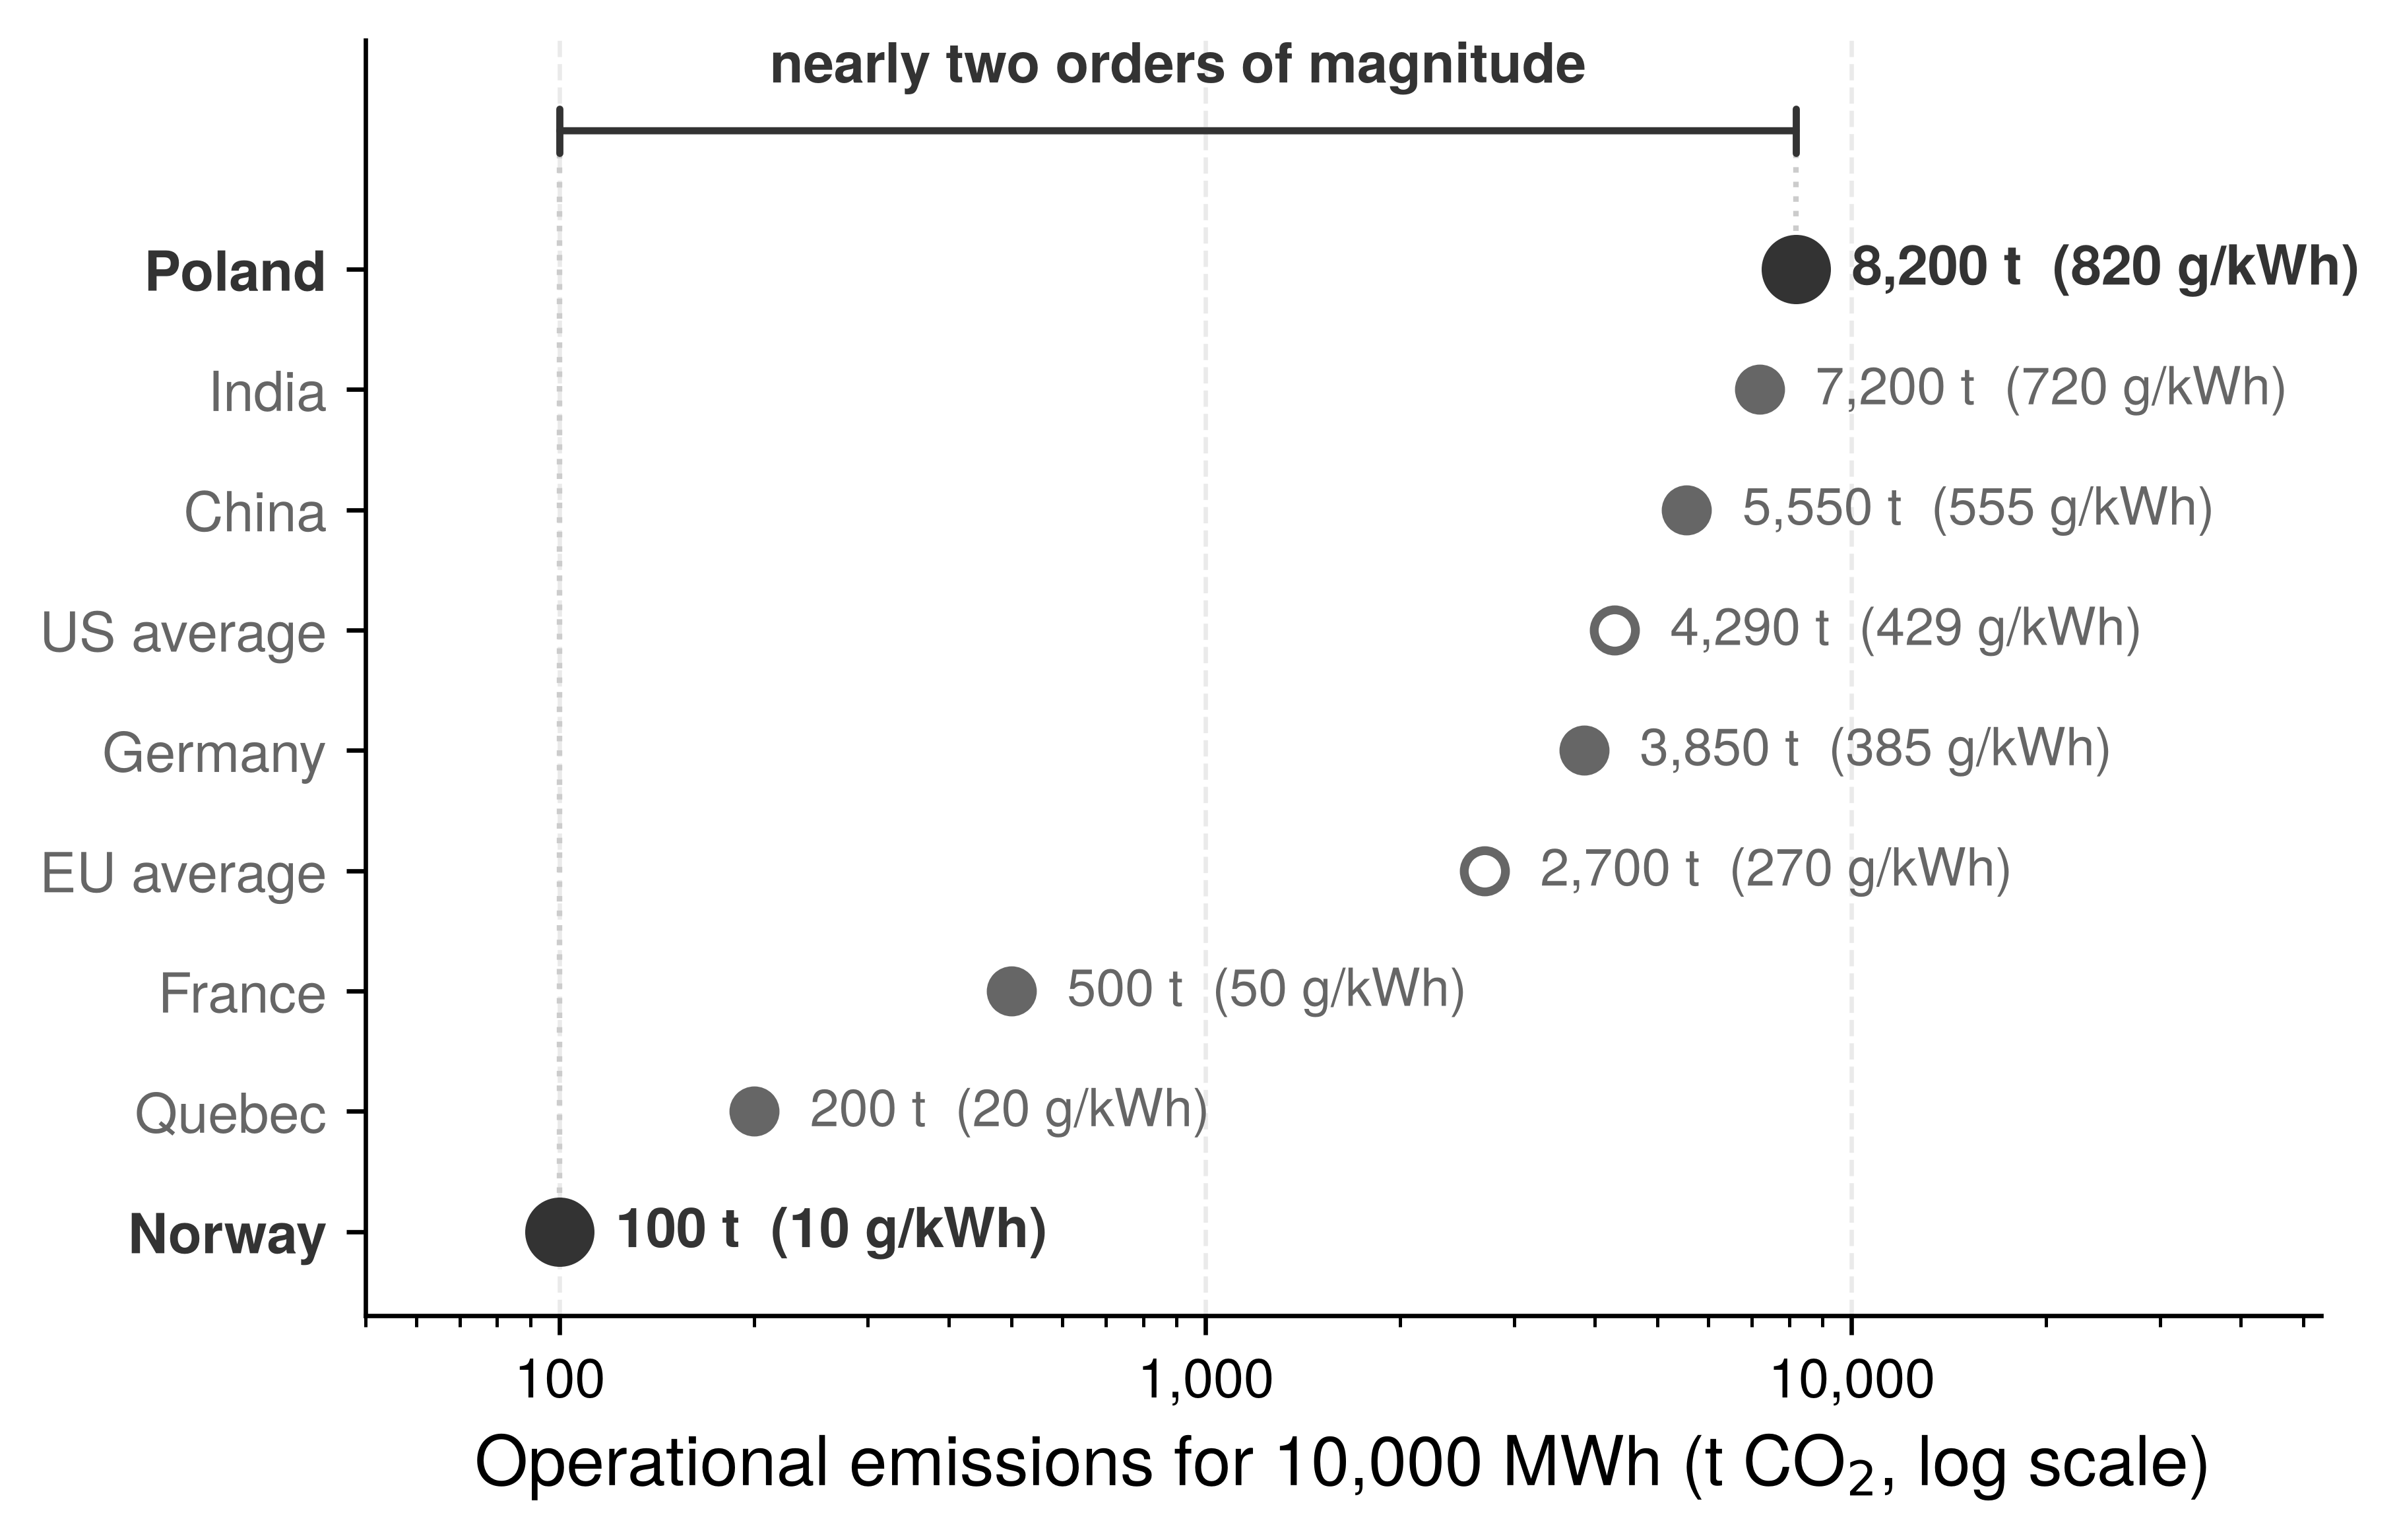 nearly two orders of magnitude
Poland 8,200 t (820 g/kWh)
India 7,200 t (720 g/kWh)
China 5,550 t (555 g/kWh)
US average 4,290 t (429 g/kWh)
Germany 3,850 t (385 g/kWh)
EU average 2,700 t (270 g/kWh)
France 500 t (50 g/kWh)
Quebec 200 t (20 g/kWh)
Norway 100 t (10 g/kWh)
100 1,000 10,000
Operational emissions for 10,000 MWh (t CO₂, log scale)